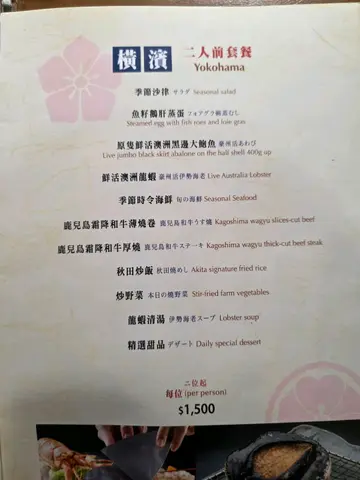 橫濱 二人前套餐
Yokohama
季節沙律 サラダ Seasonal salad
魚籽鵝肝蒸蛋 フォアグラ柳蒸むし
Steamed egg with fish roes and foie gras
原隻鮮活澳洲黑邊大鮑魚 豪州活あわび
Live jumbo black skirt abalone on the half shell 400g up
鮮活澳洲龍蝦 豪州活伊勢海老 Live Australia Lobster
季節時令海鮮 旬の海鮮 Seasonal Seafood
鹿兒島霜降和牛薄燒卷 鹿兒島和牛うす燒 Kagoshima wagyu slices-cut beef
鹿兒島霜降和牛厚燒 鹿兒島和牛ステーキ Kagoshima wagyu thick-cut beef steak
秋田炒飯 秋田焼めし Akita signature fried rice
炒野菜 本日の燒野菜 Stir-fried farm vegetables
龍蝦清湯 伊勢海老スープ Lobster soup
精選甜品 デザート Daily special dessert
二位起
每位 (per person)
$1,500